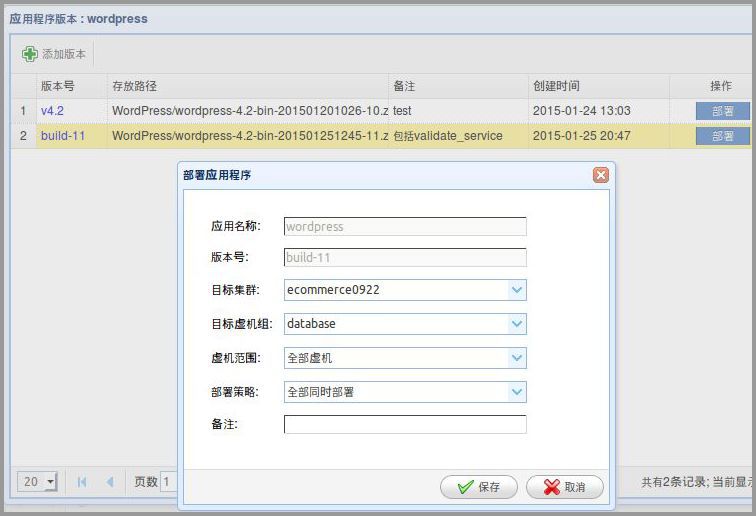 应用程序版本 : wordpress
添加版本
版本号 存放路径 备注 创建时间 操作
1 v4.2 WordPress/wordpress-4.2-bin-201501201026-10.z test 2015-01-24 13:03 部署
2 build-11 WordPress/wordpress-4.2-bin-201501251245-11.z 包括validate_service 2015-01-25 20:47 部署
部署应用程序
应用名称: wordpress
版本号: build-11
目标集群: ecommerce0922
目标虚机组: database
虚机范围: 全部虚机
部署策略: 全部同时部署
备注:
20 页数 1 共有2条记录; 当前显示
保存 取消